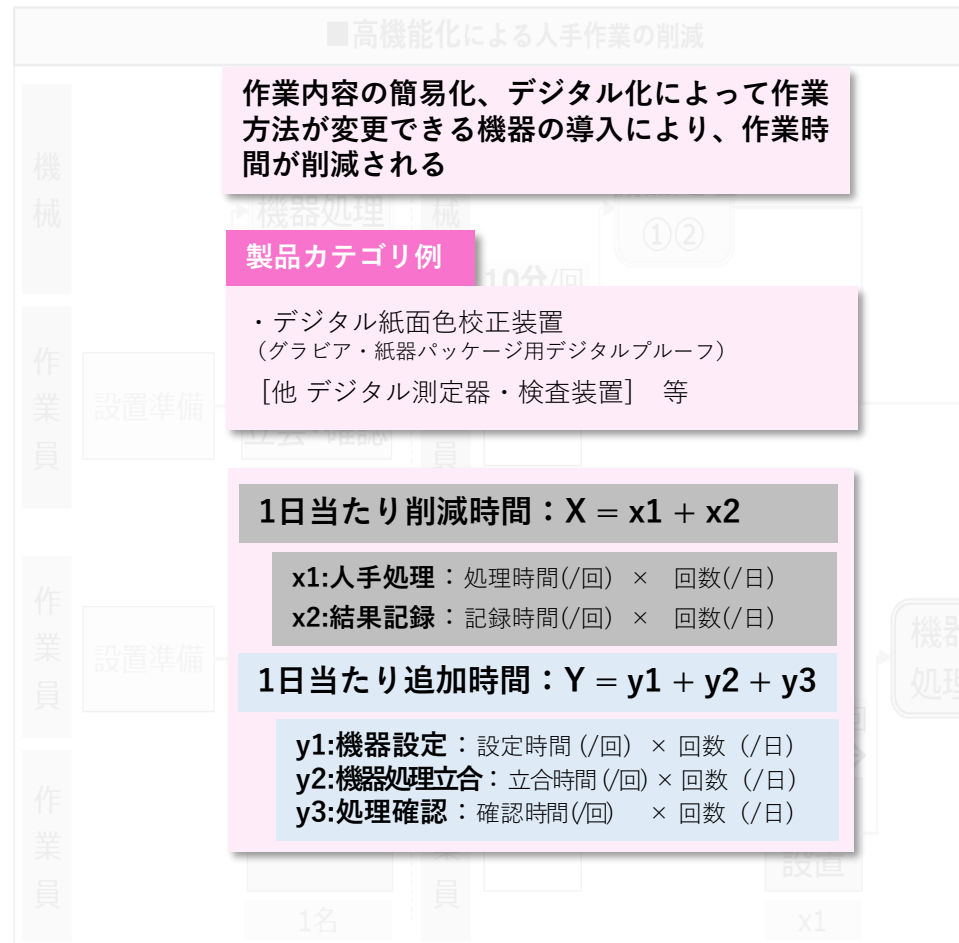 ■高機能化による人手作業の削減
作業内容の簡易化、デジタル化によって作業
方法が変更できる機器の導入により、作業時
間が削減される
機械
機器処理
械
①②
製品カテゴリ例
10分/回
・デジタル紙面色校正装置
（グラビア・紙器パッケージ用デジタルプルーフ）
［他 デジタル測定器・検査装置］　等
作業員
設置準備
立会・確認
員
1日当たり削減時間：X = x1 + x2
x1:人手処理：処理時間(/回) ×　回数(/日)
x2:結果記録：記録時間(/回) ×　回数(/日)
作業員
設置準備
機器
処理
1日当たり追加時間：Y = y1 + y2 + y3
y1:機器設定：設定時間 (/回) × 回数 (/日)
y2:機器処理立合：立合時間 (/回) × 回数 (/日)
y3:処理確認：確認時間(/回)　× 回数 (/日)
作業員
業
員
設置
1名
x1